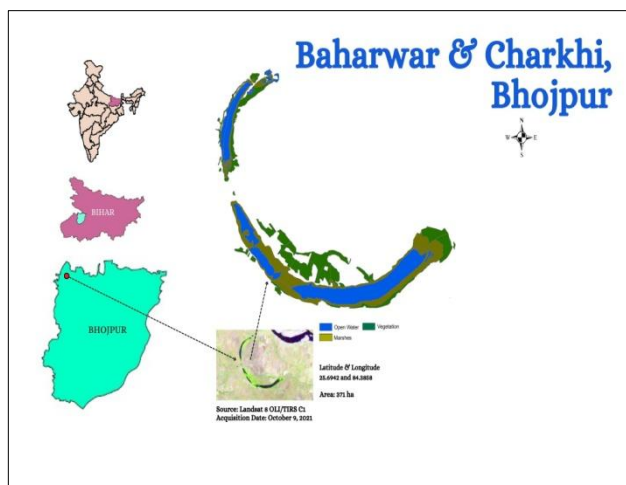 Baharwar & Charkhi,
Bhojpur
N
W E
S
BIHAR
BHOJPUR
Open Water Vegetation
Marshes
Latitude & Longitude
25.6942 and 84.3858
Area: 371 ha
Source: Landsat 8 OLI/TIRS C1
Acquisition Date: October 9, 2021